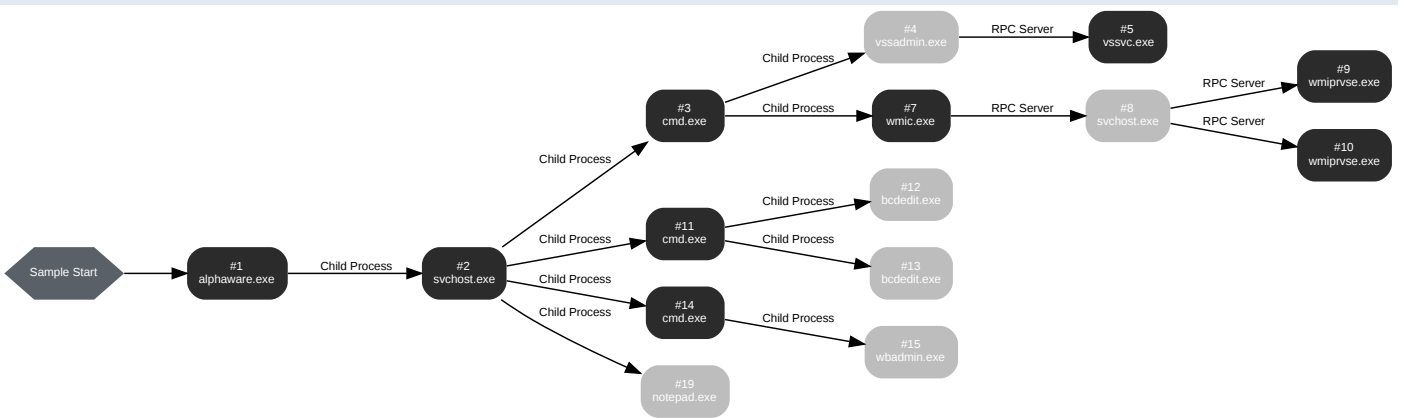 #4
vssadmin.exe
RPC Server
#5
vssvc.exe
Child Process
#9
wmiprvse.exe
RPC Server
#3
cmd.exe
Child Process
#7
wmic.exe
RPC Server
#8
svchost.exe
RPC Server
#10
wmiprvse.exe
Child Process
#12
bcdedit.exe
Child Process
#11
cmd.exe
Child Process
Child Process
#13
bcdedit.exe
Sample Start
#1
alphaware.exe
Child Process
#2
svchost.exe
Child Process
#14
cmd.exe
Child Process
Child Process
#15
wbadmin.exe
#19
notepad.exe